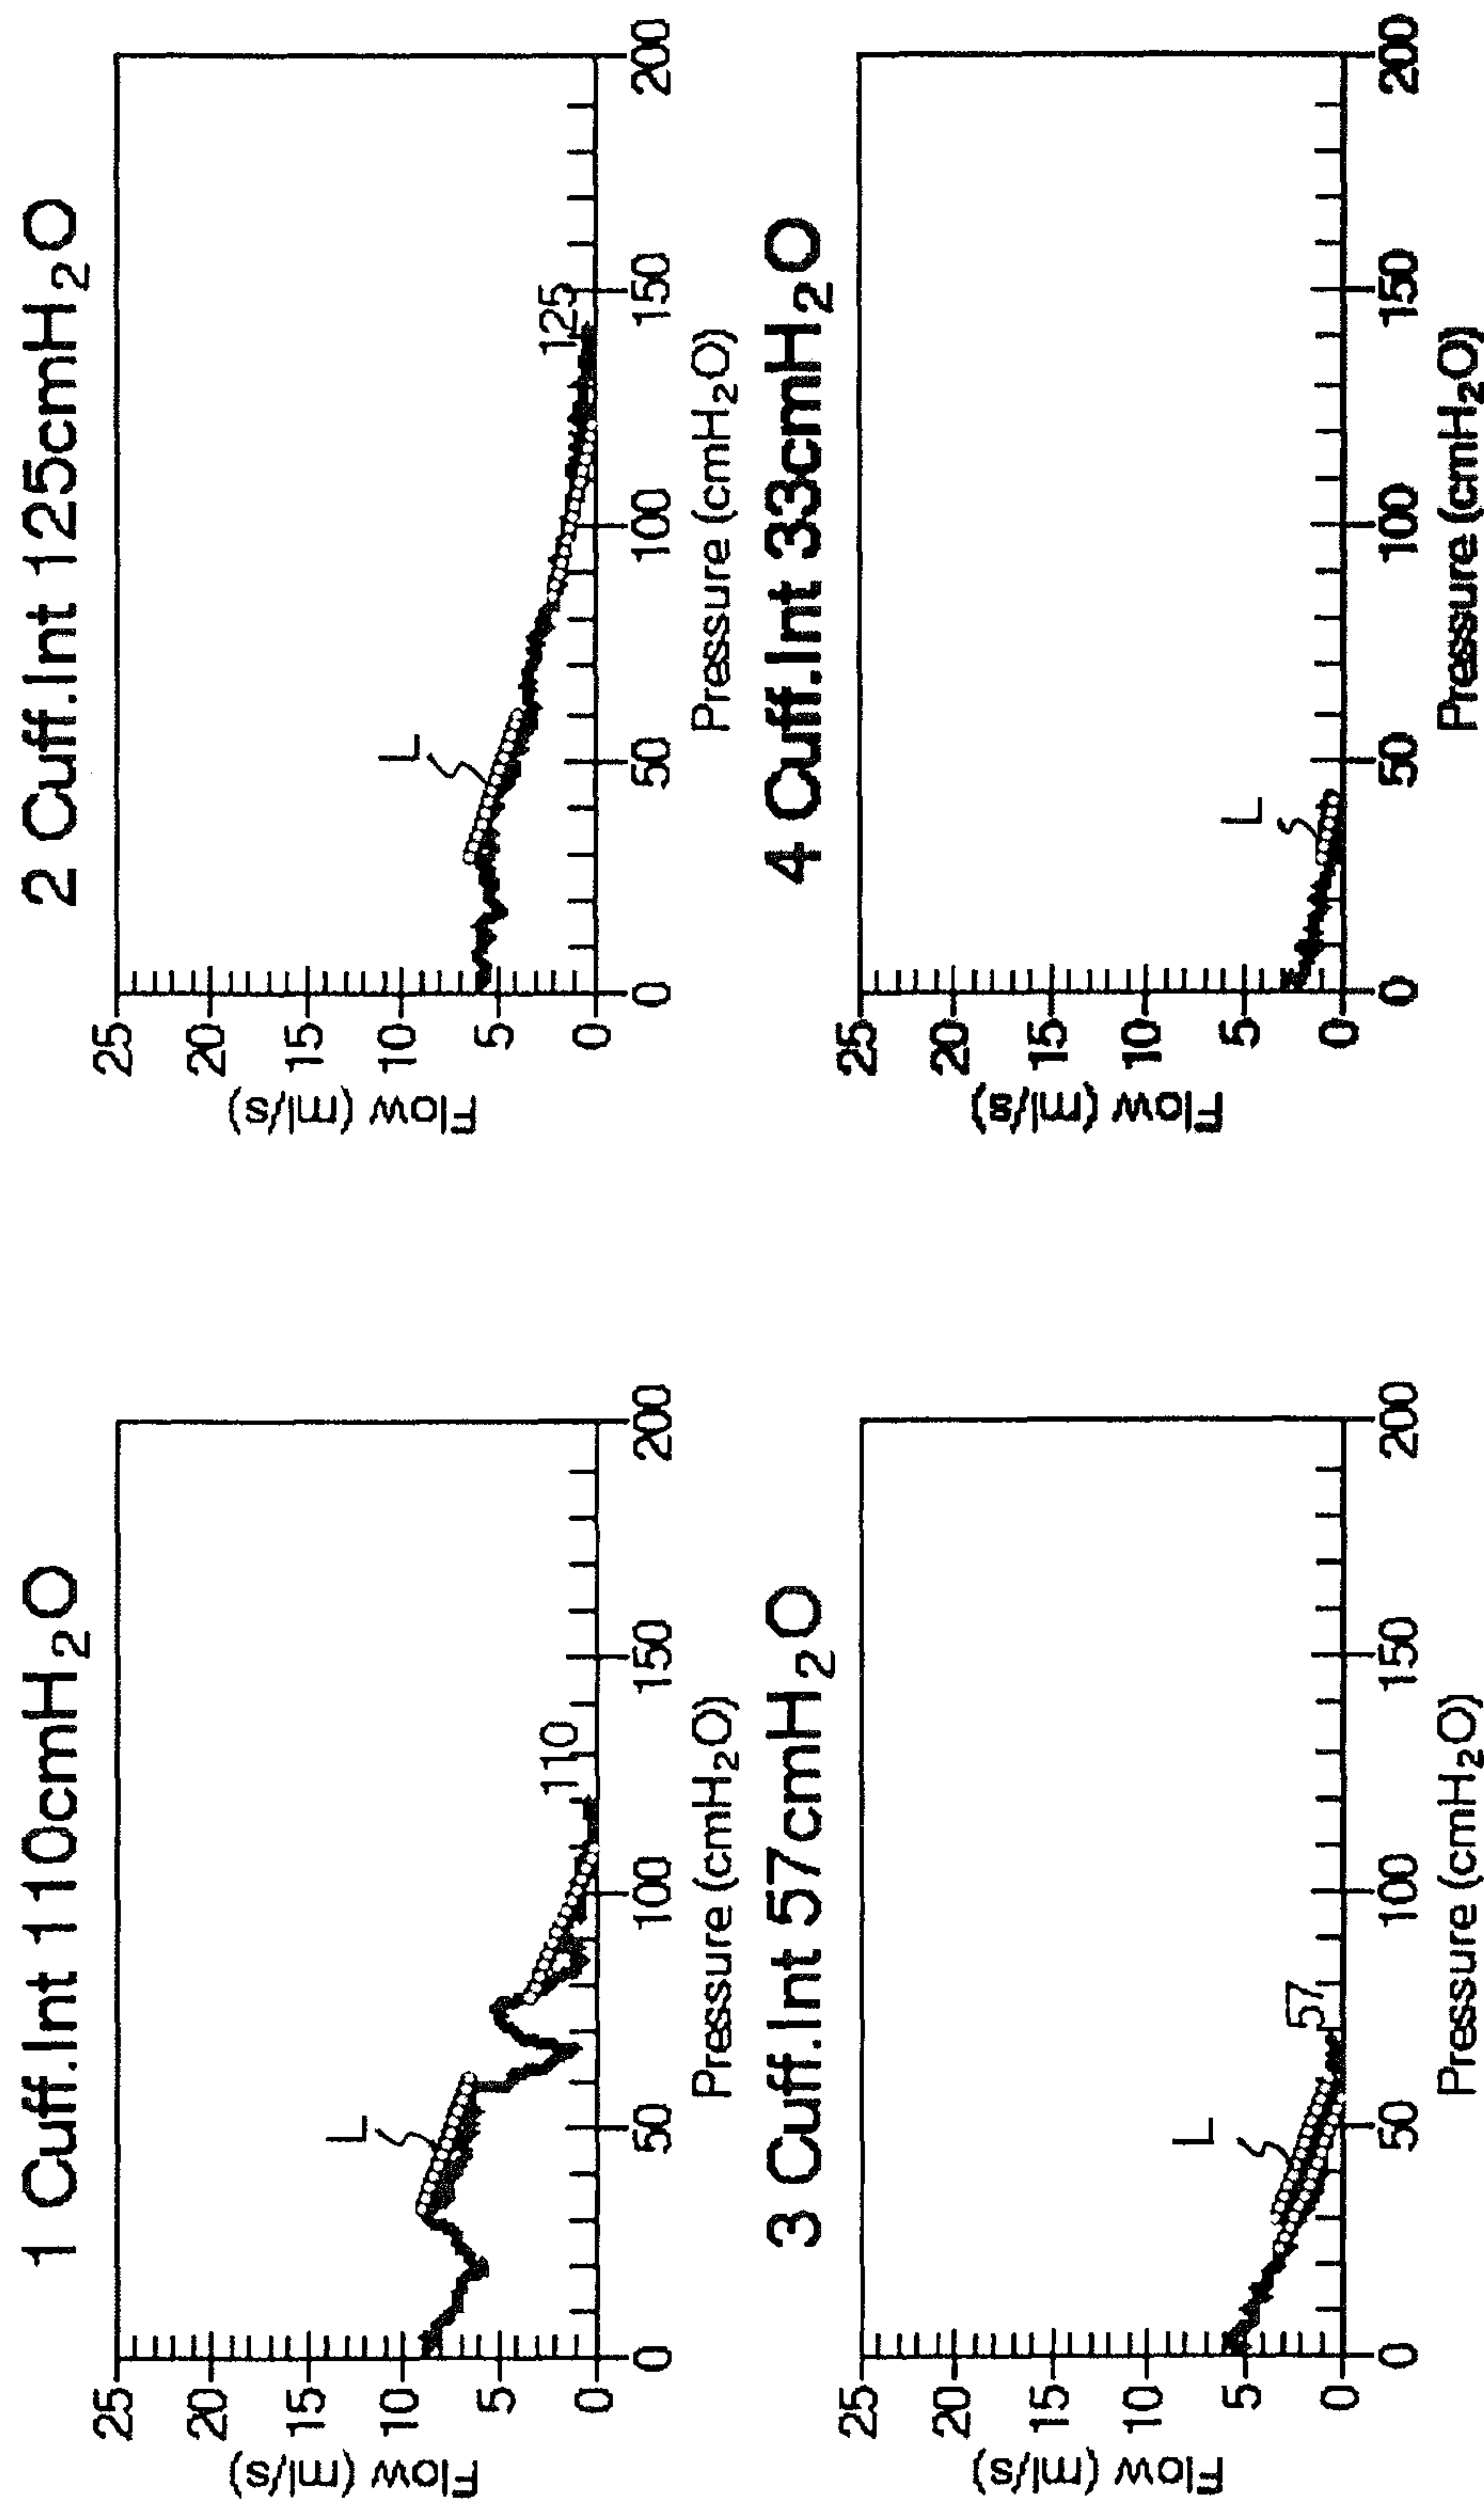 1 Cuff.Int 110cmH₂O
25
20
15
10
5
0
Flow (ml/s)
L
110
0
50
100
150
200
Pressure (cmH₂O)
2 Cuff.Int 125cmH₂O
25
20
15
10
5
0
Flow (ml/s)
L
125
0
50
100
150
200
Pressure (cmH₂O)
3 Cuff.Int 57cmH₂O
25
20
15
10
5
0
Flow (ml/s)
L
57
0
50
100
150
200
Pressure (cmH₂O)
4 Cuff.Int 33cmH₂O
25
20
15
10
5
0
Flow (ml/s)
L
0
50
100
150
200
Pressure (cmH₂O)